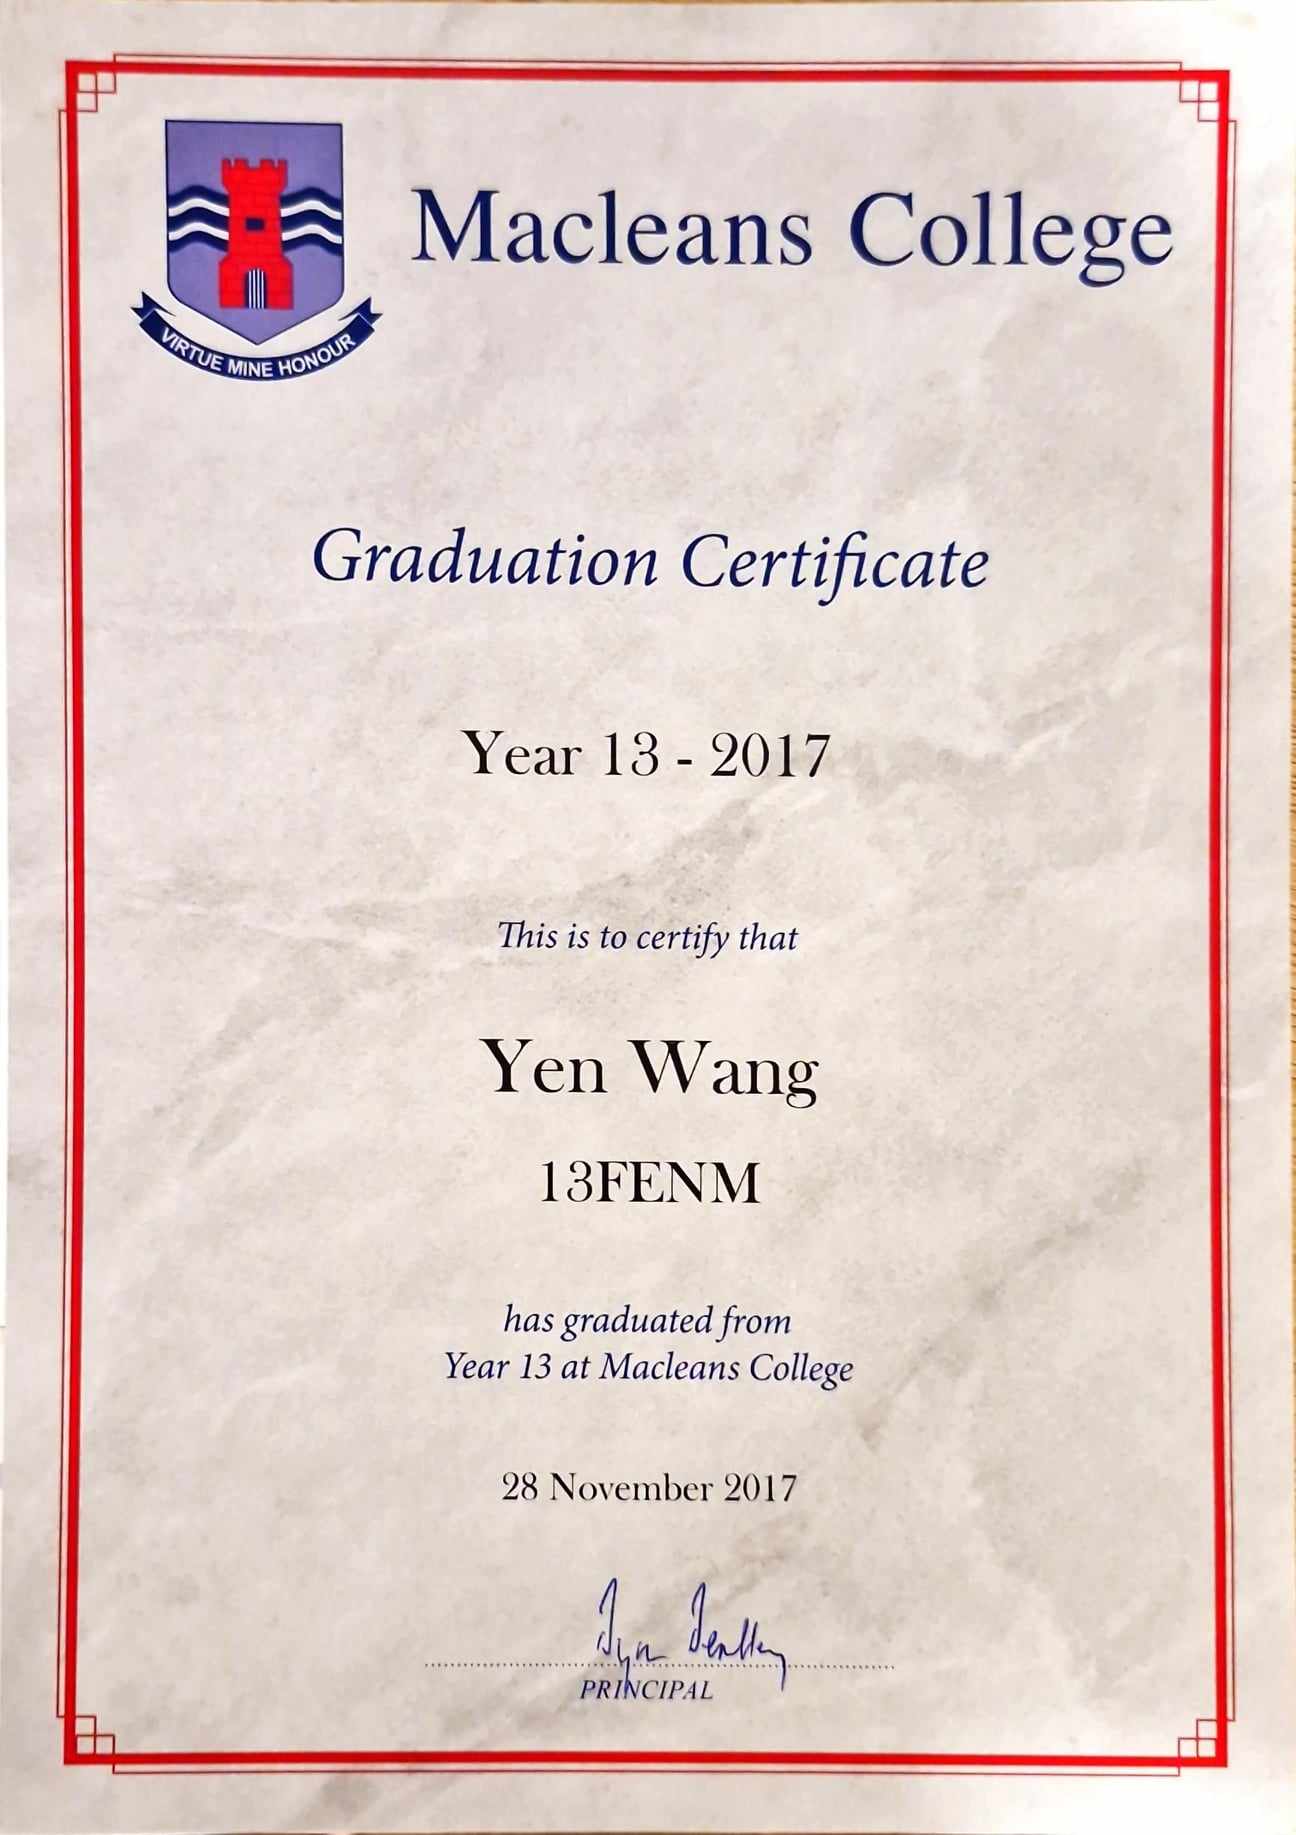 Macleans College
VIRTUE MINE HONOUR
Graduation Certificate
Year 13 - 2017
This is to certify that
Yen Wang
13FENM
has graduated from
Year 13 at Macleans College
28 November 2017
PRINCIPAL